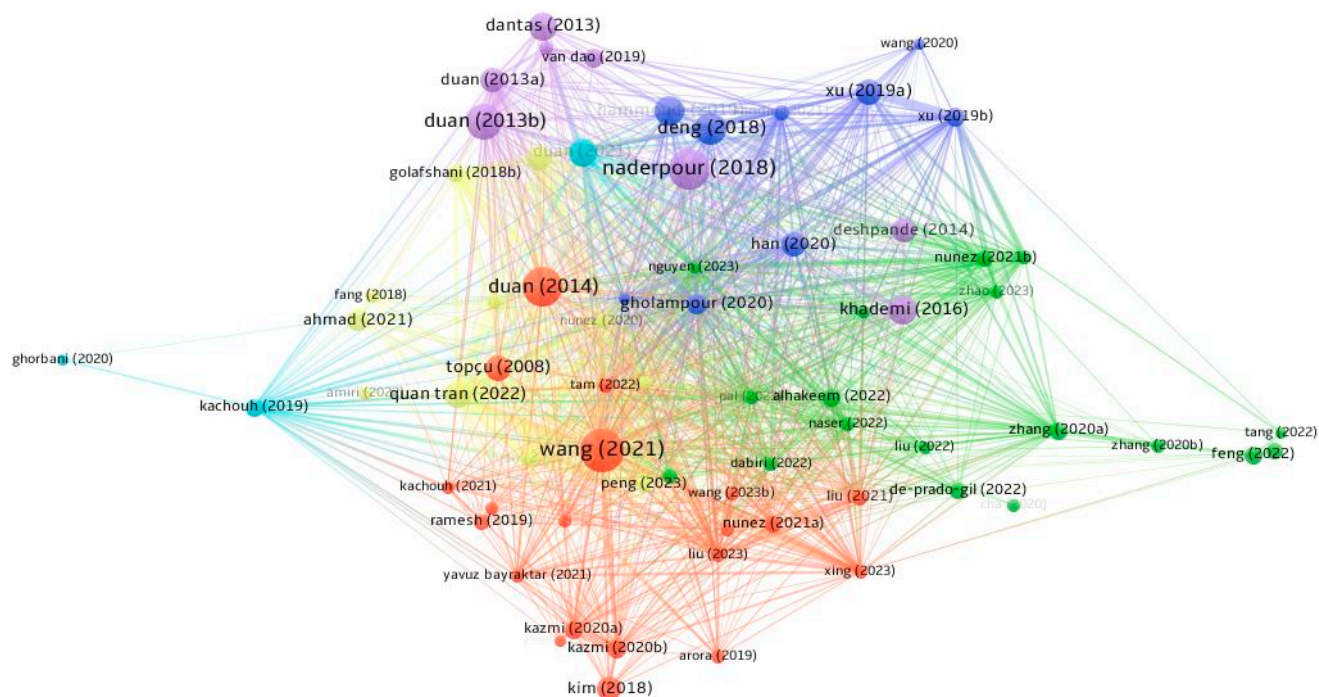 dantas (2013)
wang (2020)
van dao (2019)
duan (2013a)
xu (2019a)
xu (2019b)
duan (2013b)
deng (2018)
duan (2021)
naderpour (2018)
golafshani (2018b)
deshpande (2014)
han (2020)
nunez (2021b)
nguyen (2023)
duan (2014)
zhao (2023)
fang (2018)
gholampour (2020)
khademi (2016)
ahmad (2021)
nunez (2020)
ghorbani (2020)
topçu (2008)
tam (2022)
quan tran (2022)
alhakeem (2022)
kachouh (2019)
naser (2022)
zhang (2020a)
tang (2022)
wang (2021)
liu (2022)
zhang (2020b)
feng (2022)
dabiri (2022)
peng (2023)
kachouh (2021)
wang (2023b)
liu (2021)
de-prado-gil (2022)
ramesh (2019)
nunez (2021a)
liu (2023)
yavuz bayraktar (2021)
xing (2023)
kazmi (2020a)
kazmi (2020b)
arora (2019)
kim (2018)